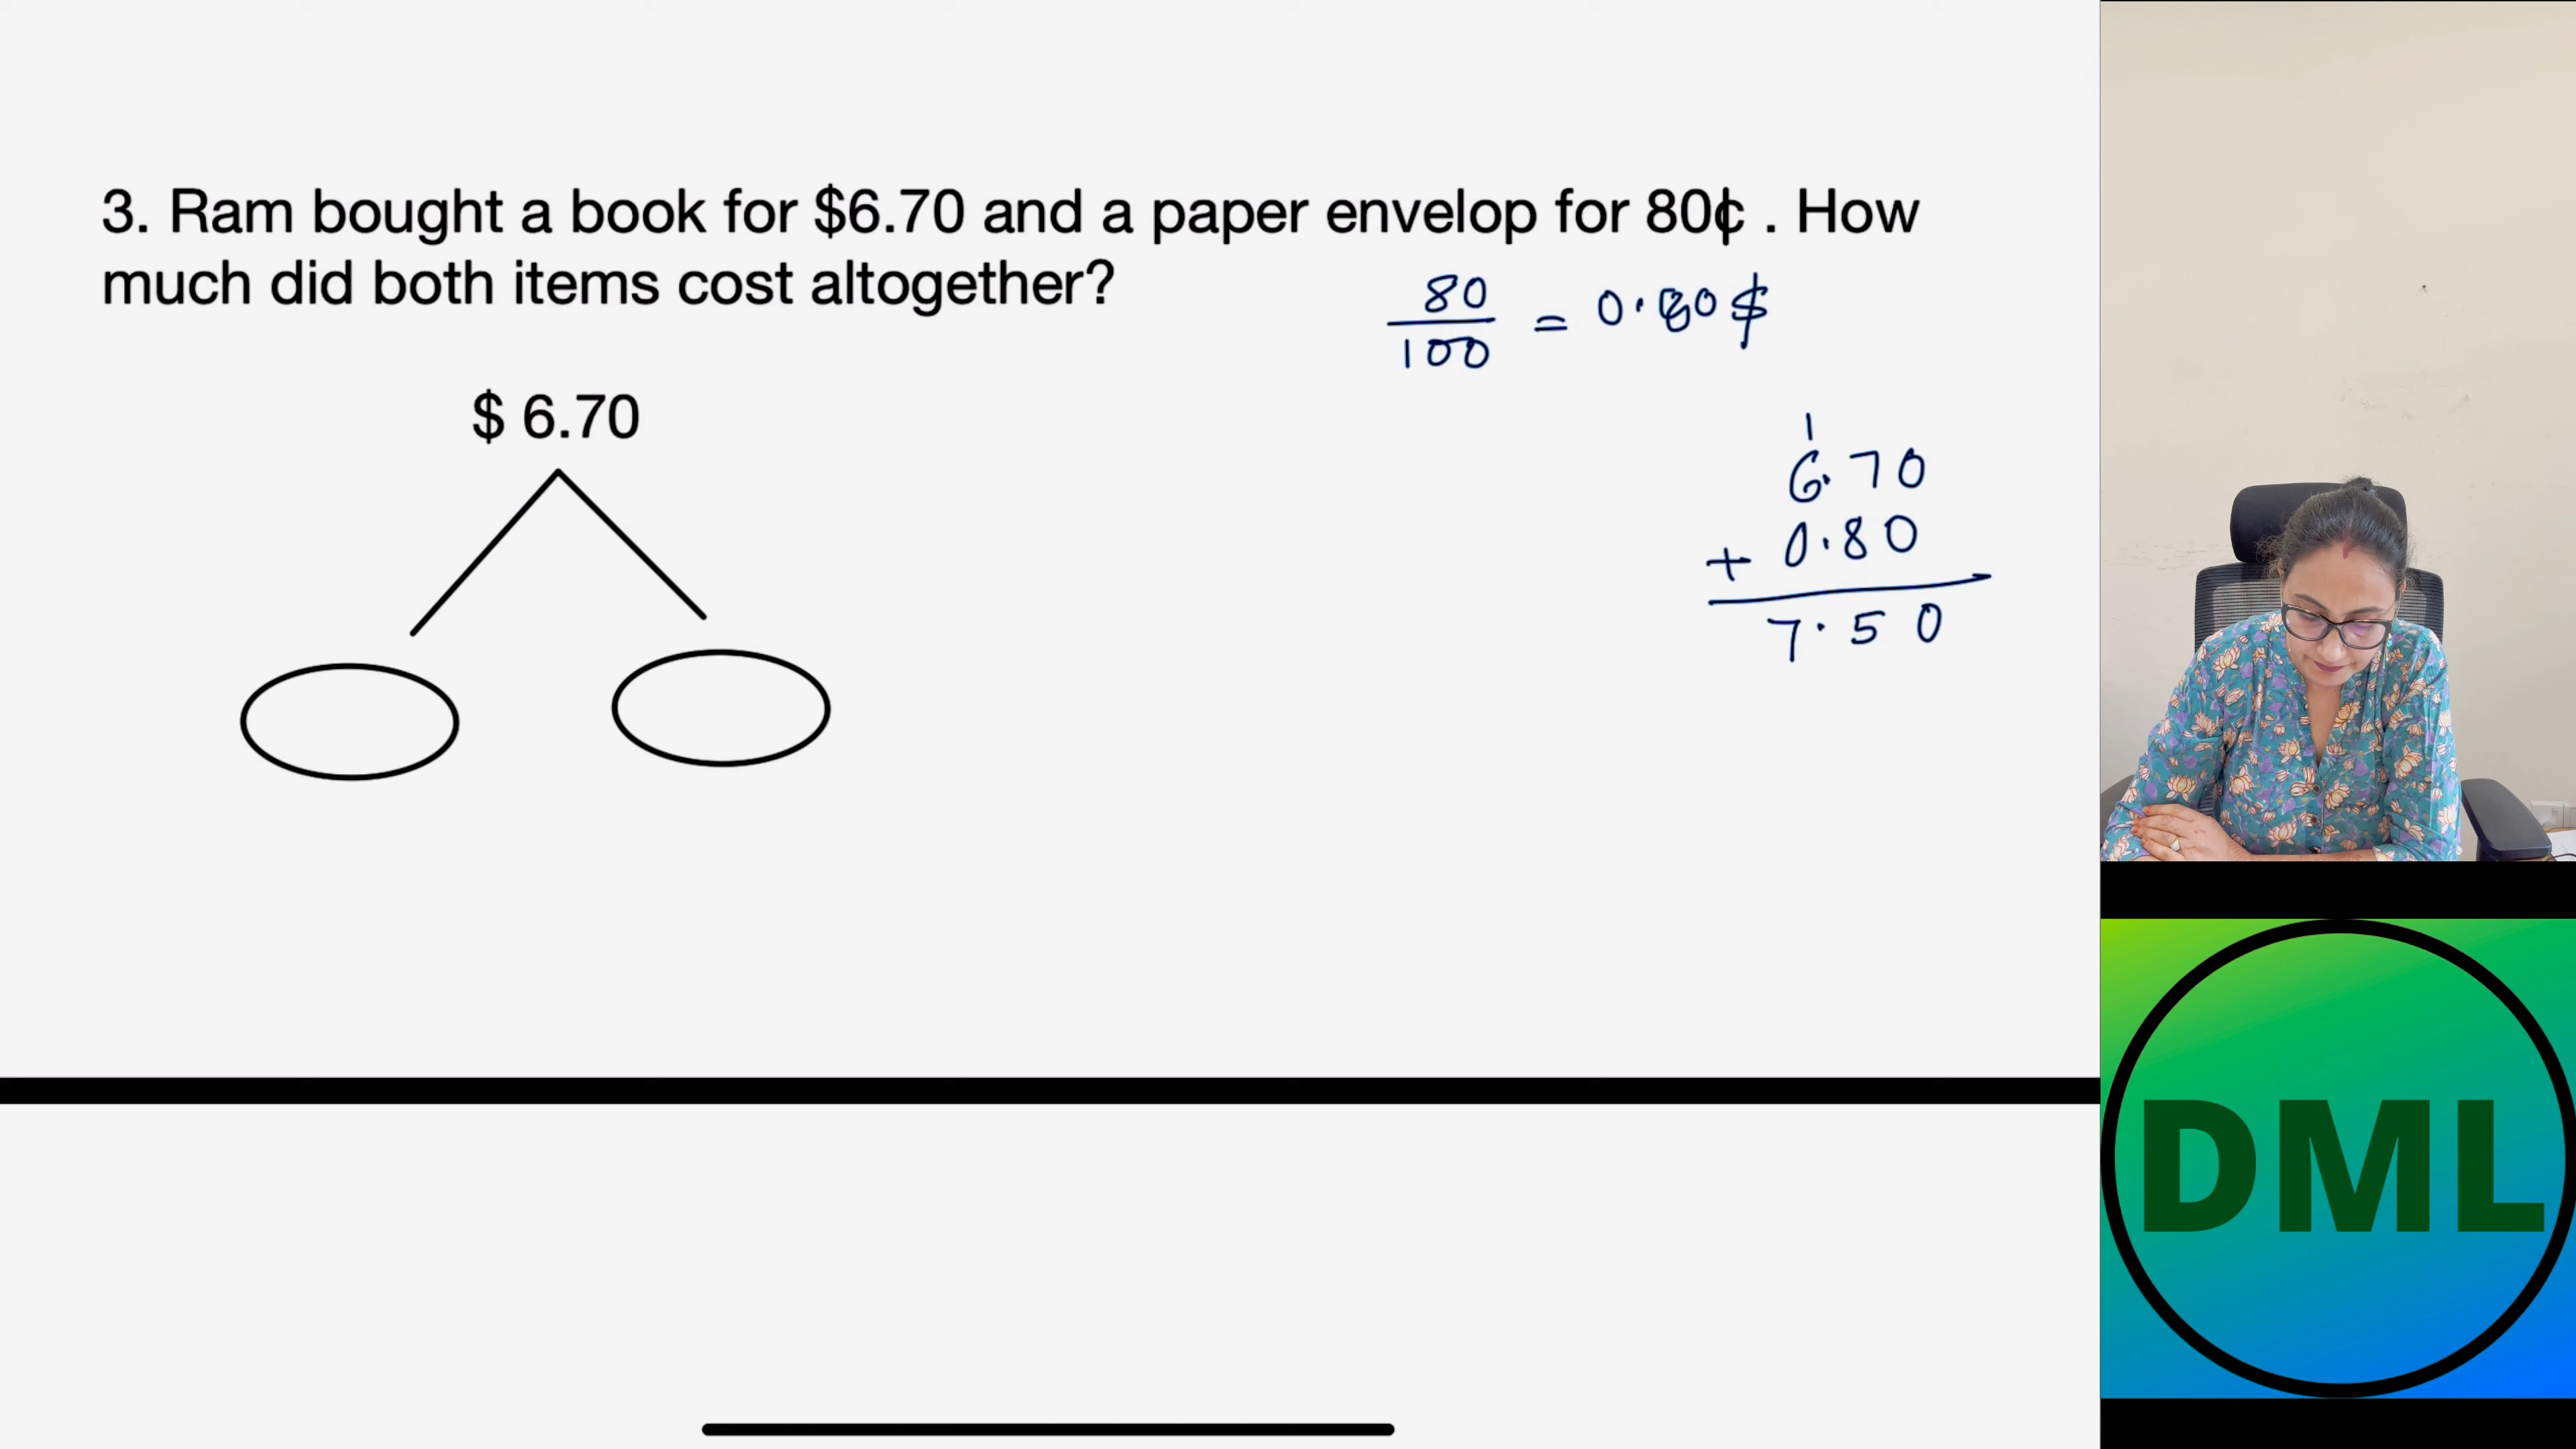 3. Ram bought a book for $6.70 and a paper envelop for 80¢ . How
much did both items cost altogether?
80
100
= 0.80$
$ 6.70
1
6.70
+ 0.80
7.50
DML